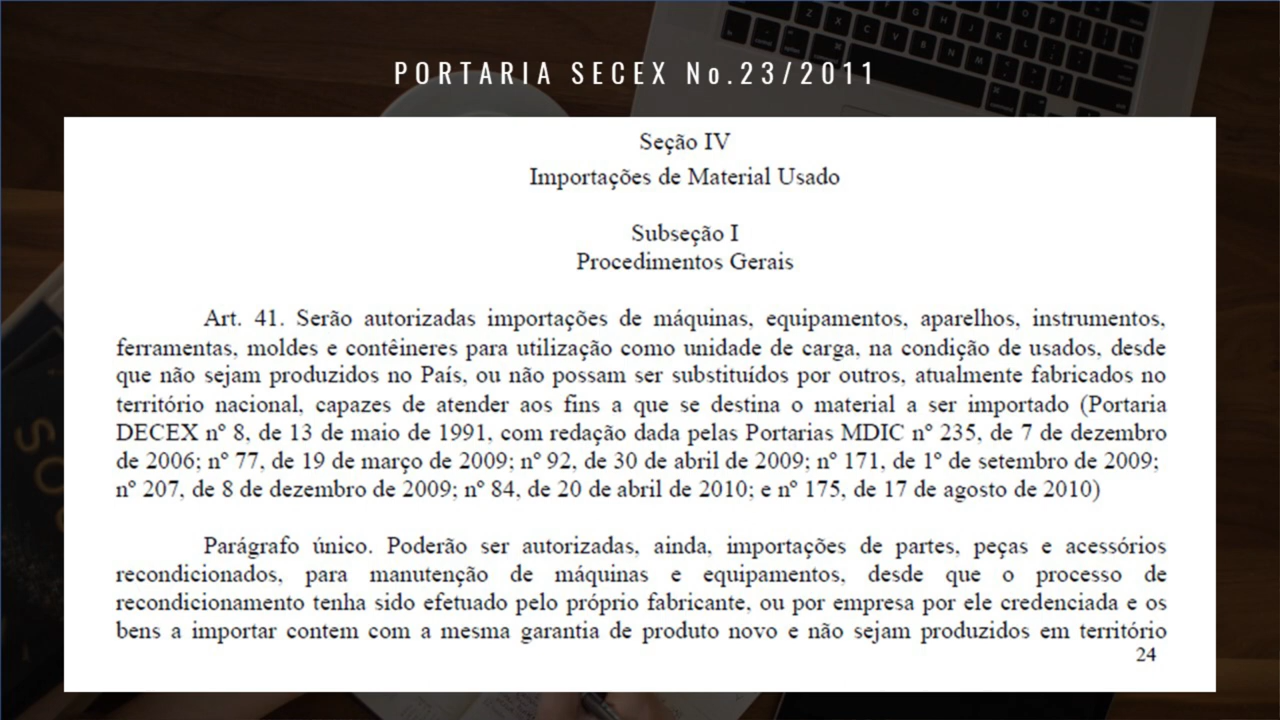 PORTARIA SECEX No.23/2011
Seção IV
Importações de Material Usado
Subseção I
Procedimentos Gerais
Art. 41. Serão autorizadas importações de máquinas, equipamentos, aparelhos, instrumentos,
ferramentas, moldes e contêineres para utilização como unidade de carga, na condição de usados, desde
que não sejam produzidos no País, ou não possam ser substituídos por outros, atualmente fabricados no
território nacional, capazes de atender aos fins a que se destina o material a ser importado (Portaria
DECEX nº 8, de 13 de maio de 1991, com redação dada pelas Portarias MDIC nº 235, de 7 de dezembro
de 2006; nº 77, de 19 de março de 2009; nº 92, de 30 de abril de 2009; nº 171, de 1º de setembro de 2009;
nº 207, de 8 de dezembro de 2009; nº 84, de 20 de abril de 2010; e nº 175, de 17 de agosto de 2010)
Parágrafo único. Poderão ser autorizadas, ainda, importações de partes, peças e acessórios
recondicionados, para manutenção de máquinas e equipamentos, desde que o processo de
recondicionamento tenha sido efetuado pelo próprio fabricante, ou por empresa por ele credenciada e os
bens a importar contem com a mesma garantia de produto novo e não sejam produzidos em território
24